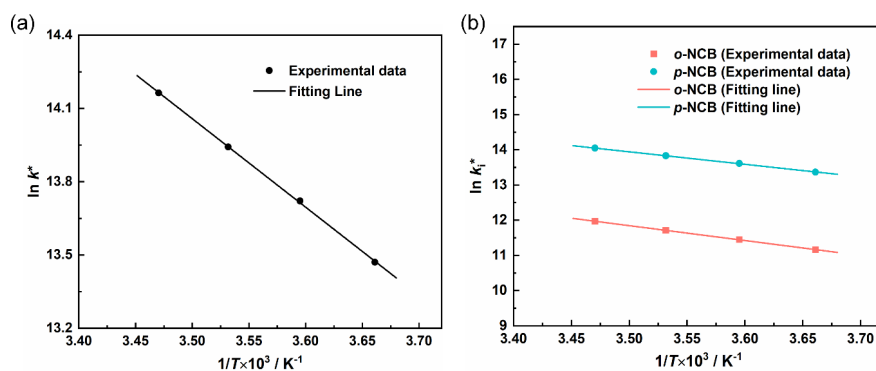 (a)
14.4
14.1
13.8
13.5
13.2
ln k*
Experimental data
Fitting Line
3.40 3.45 3.50 3.55 3.60 3.65 3.70
1/T×10³ / K⁻¹
(b)
17
16
15
14
13
12
11
10
9
ln kᵢ*
o-NCB (Experimental data)
p-NCB (Experimental data)
o-NCB (Fitting line)
p-NCB (Fitting line)
3.40 3.45 3.50 3.55 3.60 3.65 3.70
1/T×10³ / K⁻¹